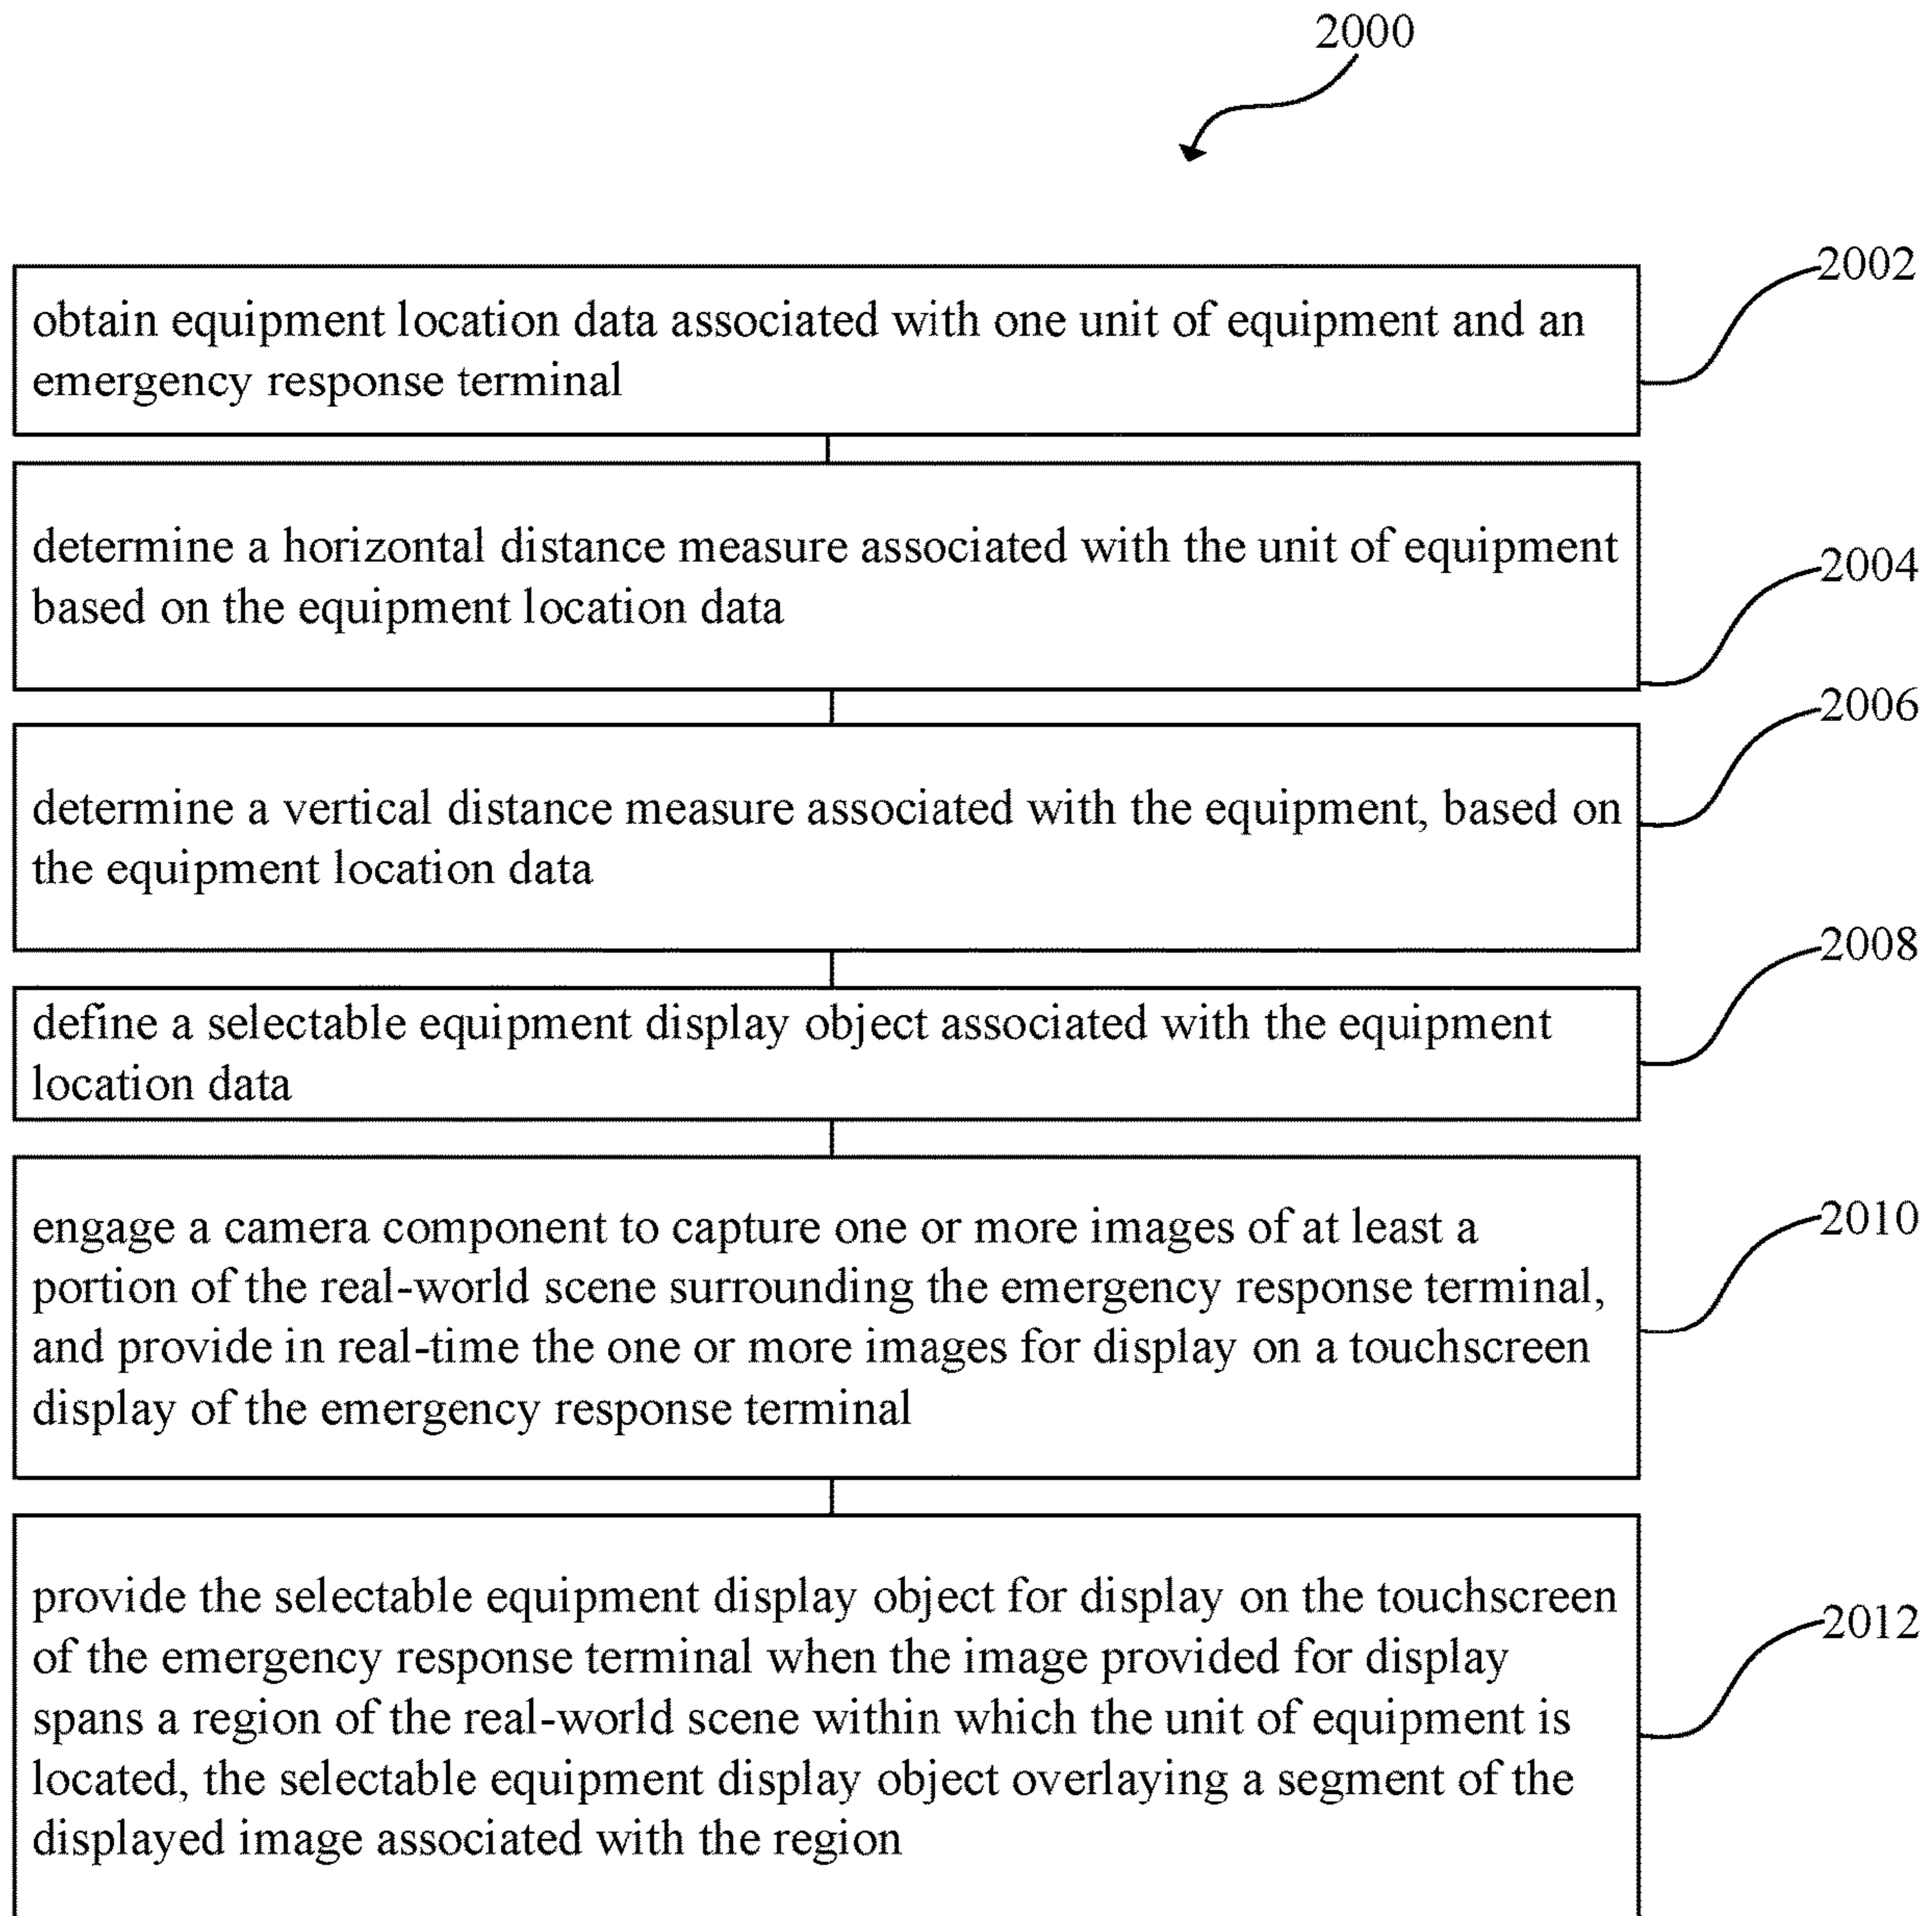 2000
2002
obtain equipment location data associated with one unit of equipment and an
emergency response terminal
2004
determine a horizontal distance measure associated with the unit of equipment
based on the equipment location data
2006
determine a vertical distance measure associated with the equipment, based on
the equipment location data
2008
define a selectable equipment display object associated with the equipment
location data
2010
engage a camera component to capture one or more images of at least a
portion of the real-world scene surrounding the emergency response terminal,
and provide in real-time the one or more images for display on a touchscreen
display of the emergency response terminal
2012
provide the selectable equipment display object for display on the touchscreen
of the emergency response terminal when the image provided for display
spans a region of the real-world scene within which the unit of equipment is
located, the selectable equipment display object overlaying a segment of the
displayed image associated with the region